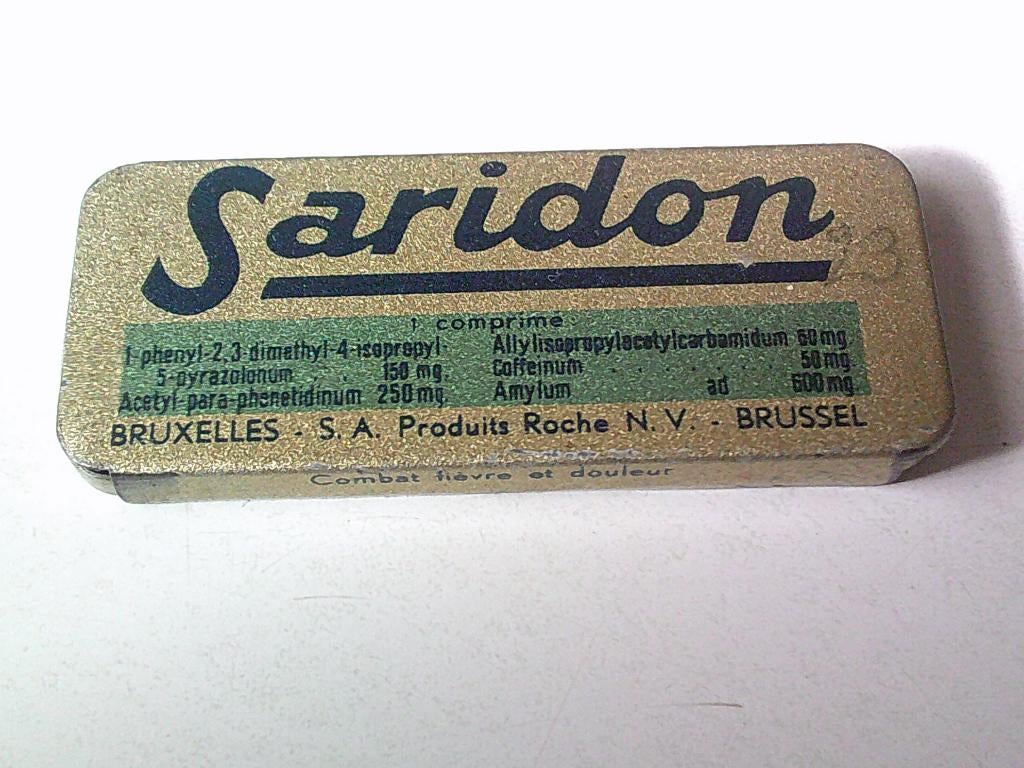 Saridon
1 comprimé
1-phenyl-2,3-dimethyl-4-isopropyl-
5-pyrazolonum . . 150 mg.
Acetyl-para-phenetidinum 250 mg.
Allylisopropylacetylcarbamidum 60 mg.
Coffeinum . . . . . . . . 50 mg.
Amylum ad 600 mg.
BRUXELLES - S. A. Produits Roche N. V. - BRUSSEL
Combat fièvre et douleur